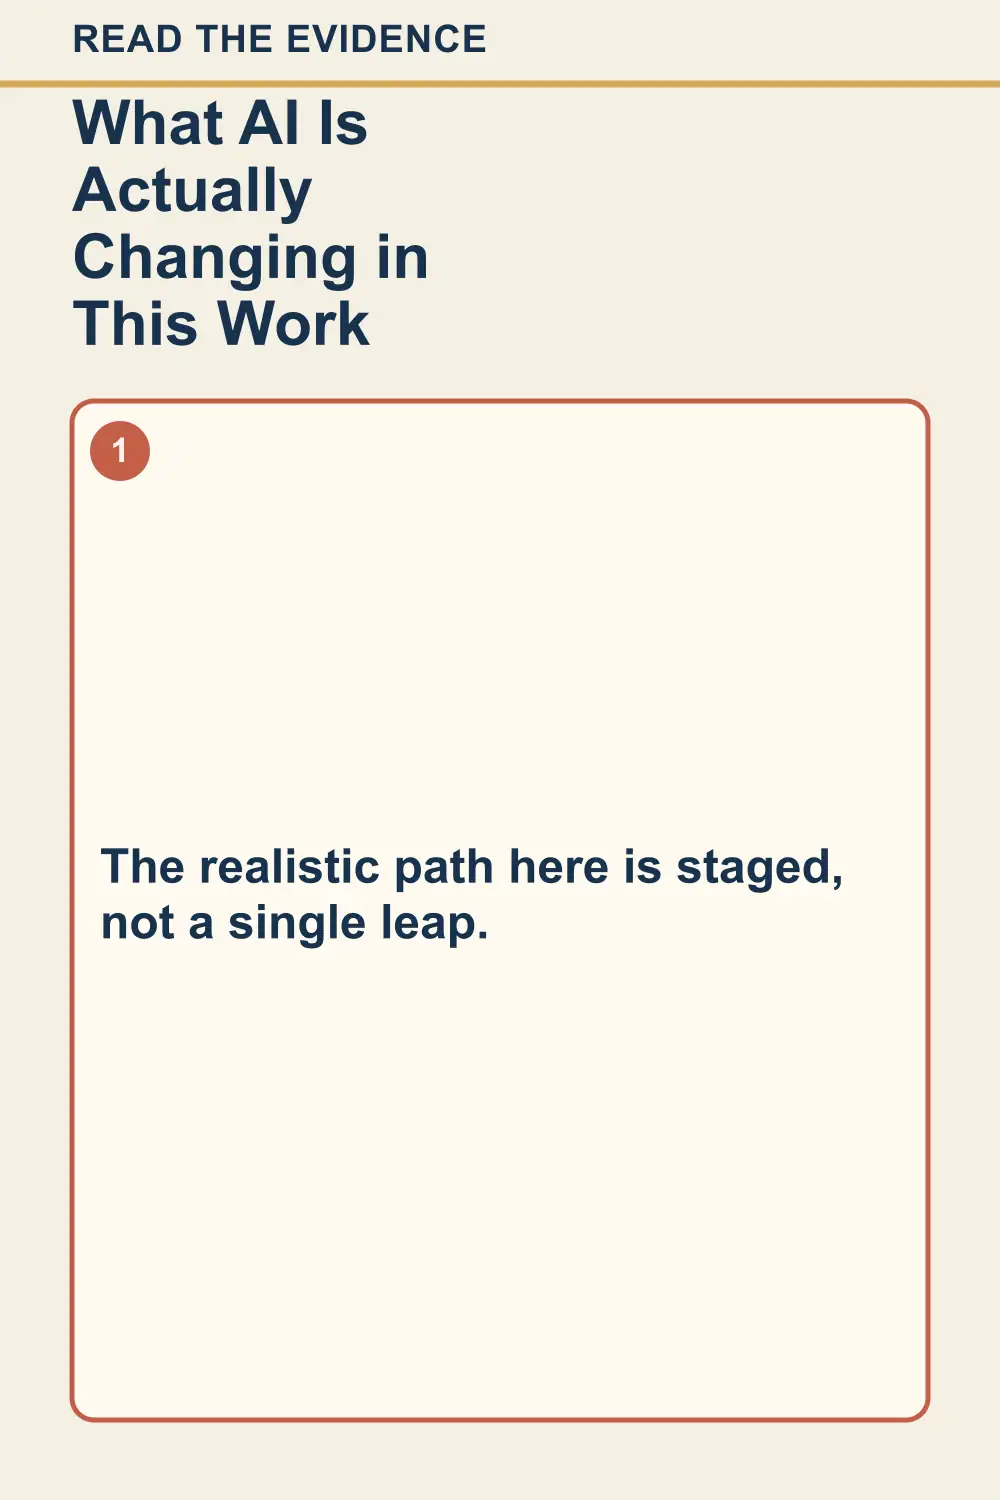 READ THE EVIDENCE
What AI Is
Actually
Changing in
This Work
1
The realistic path here is staged,
not a single leap.